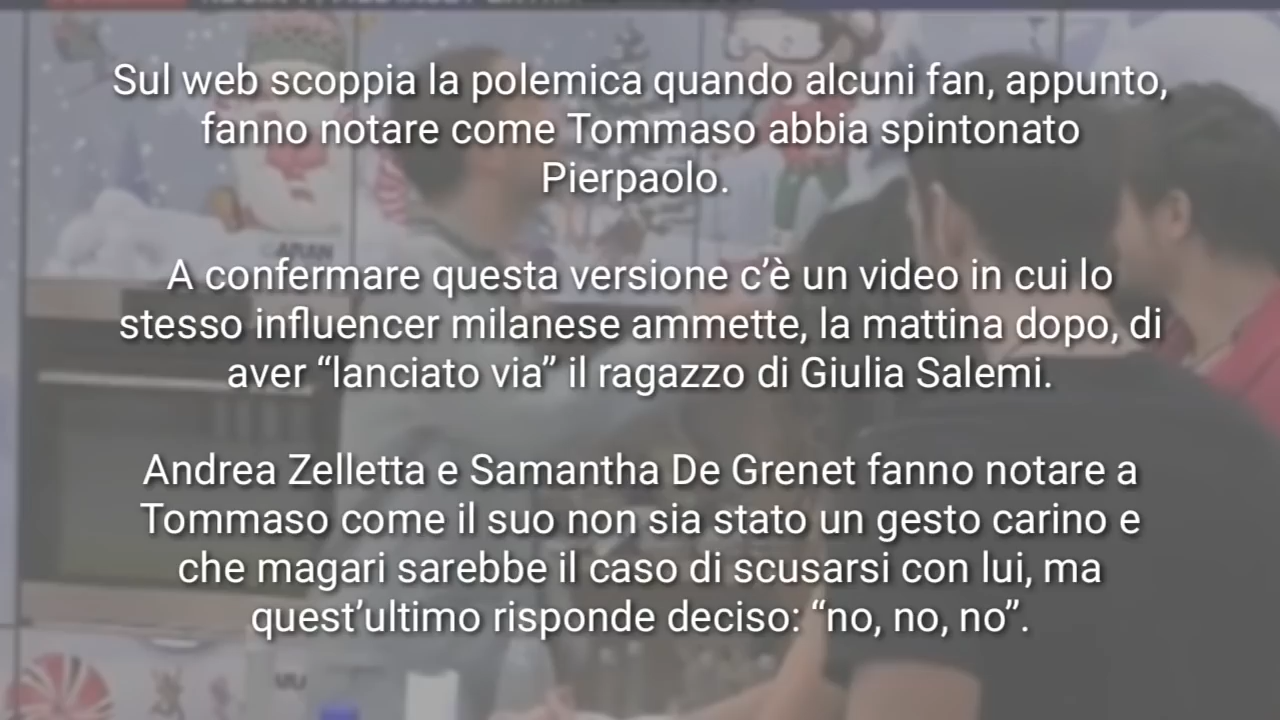 Sul web scoppia la polemica quando alcuni fan, appunto,
fanno notare come Tommaso abbia spintonato
Pierpaolo.
A confermare questa versione c’è un video in cui lo
stesso influencer milanese ammette, la mattina dopo, di
aver “lanciato via” il ragazzo di Giulia Salemi.
Andrea Zelletta e Samantha De Grenet fanno notare a
Tommaso come il suo non sia stato un gesto carino e
che magari sarebbe il caso di scusarsi con lui, ma
quest’ultimo risponde deciso: “no, no, no”.